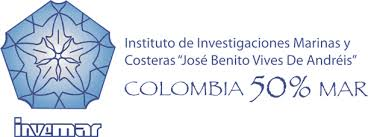 Instituto de Investigaciones Marinas y
Costeras “José Benito Vives De Andréis”
COLOMBIA 50% MAR
invemar